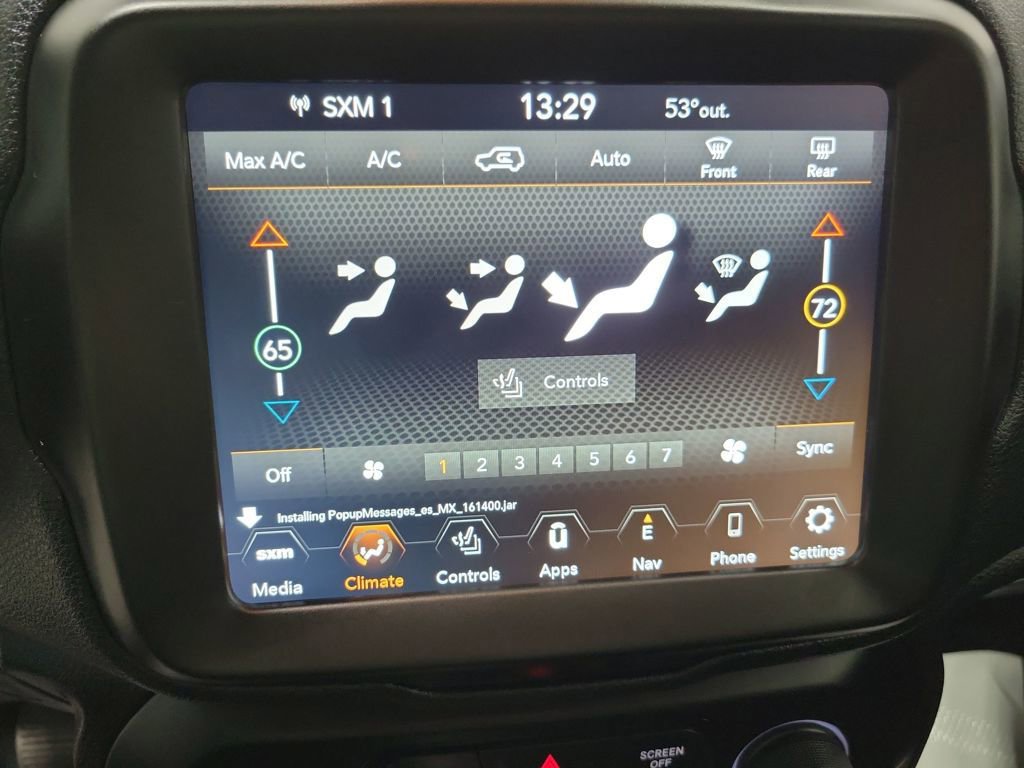 SXM 1 13:29 53°out.
Max A/C A/C Auto Front Rear
65 72
Controls
Off 1 2 3 4 5 6 7 Sync
Installing PopupMessages_es_MX_161400.jar
sxm ū E
Media Climate Controls Apps Nav Phone Settings
SCREEN
OFF